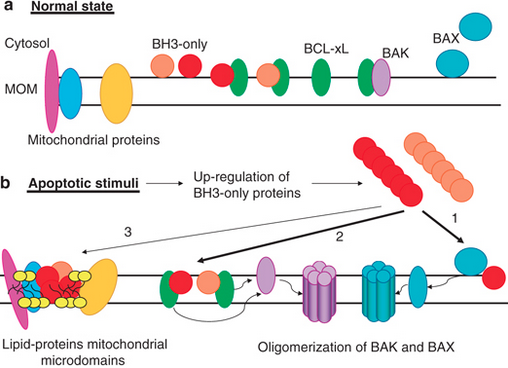 a Normal state
Cytosol
BH3-only
BCL-xL
BAK
BAX
MOM
Mitochondrial proteins
b Apoptotic stimuli
Up-regulation of
BH3-only proteins
1
2
3
Lipid-proteins mitochondrial
microdomains
Oligomerization of BAK and BAX